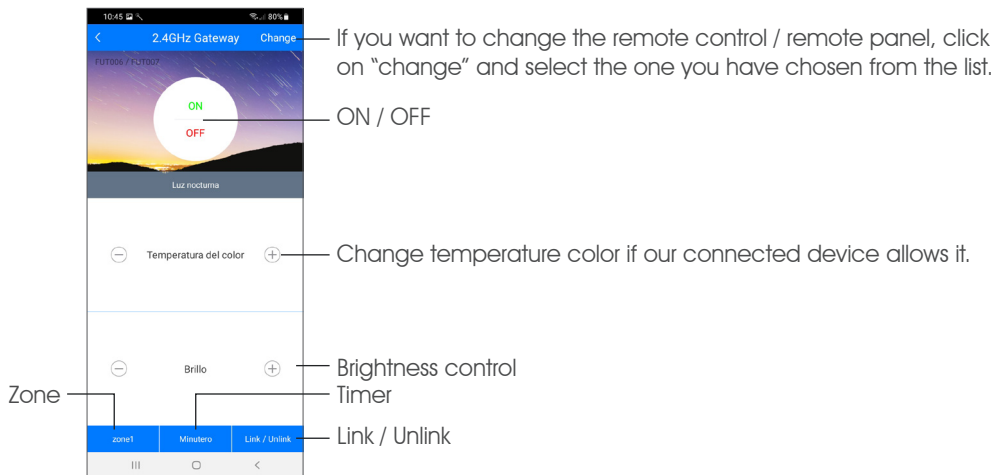 10:45 80%
2.4GHz Gateway Change
If you want to change the remote control / remote panel, click
on “change” and select the one you have chosen from the list.
FUT006 / FUT007
ON
OFF
ON / OFF
Luz nocturna
Temperatura del color
Change temperature color if our connected device allows it.
Brillo
Brightness control
Zone
Timer
zone1 Minutero Link / Unlink
Link / Unlink